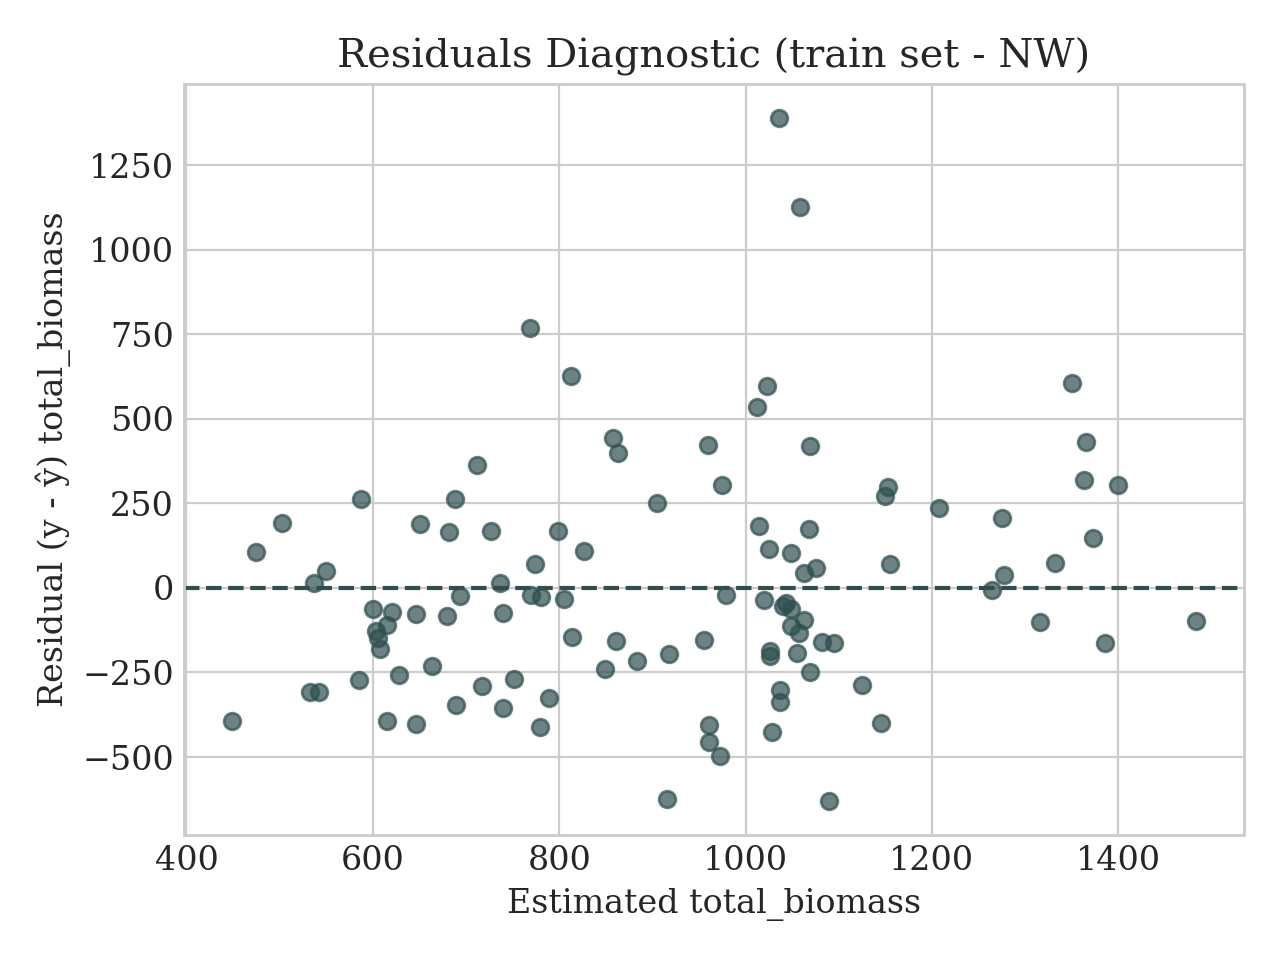 Residuals Diagnostic (train set - NW)
Residual (y - ŷ) total_biomass
1250
1000
750
500
250
0
−250
−500
400 600 800 1000 1200 1400
Estimated total_biomass